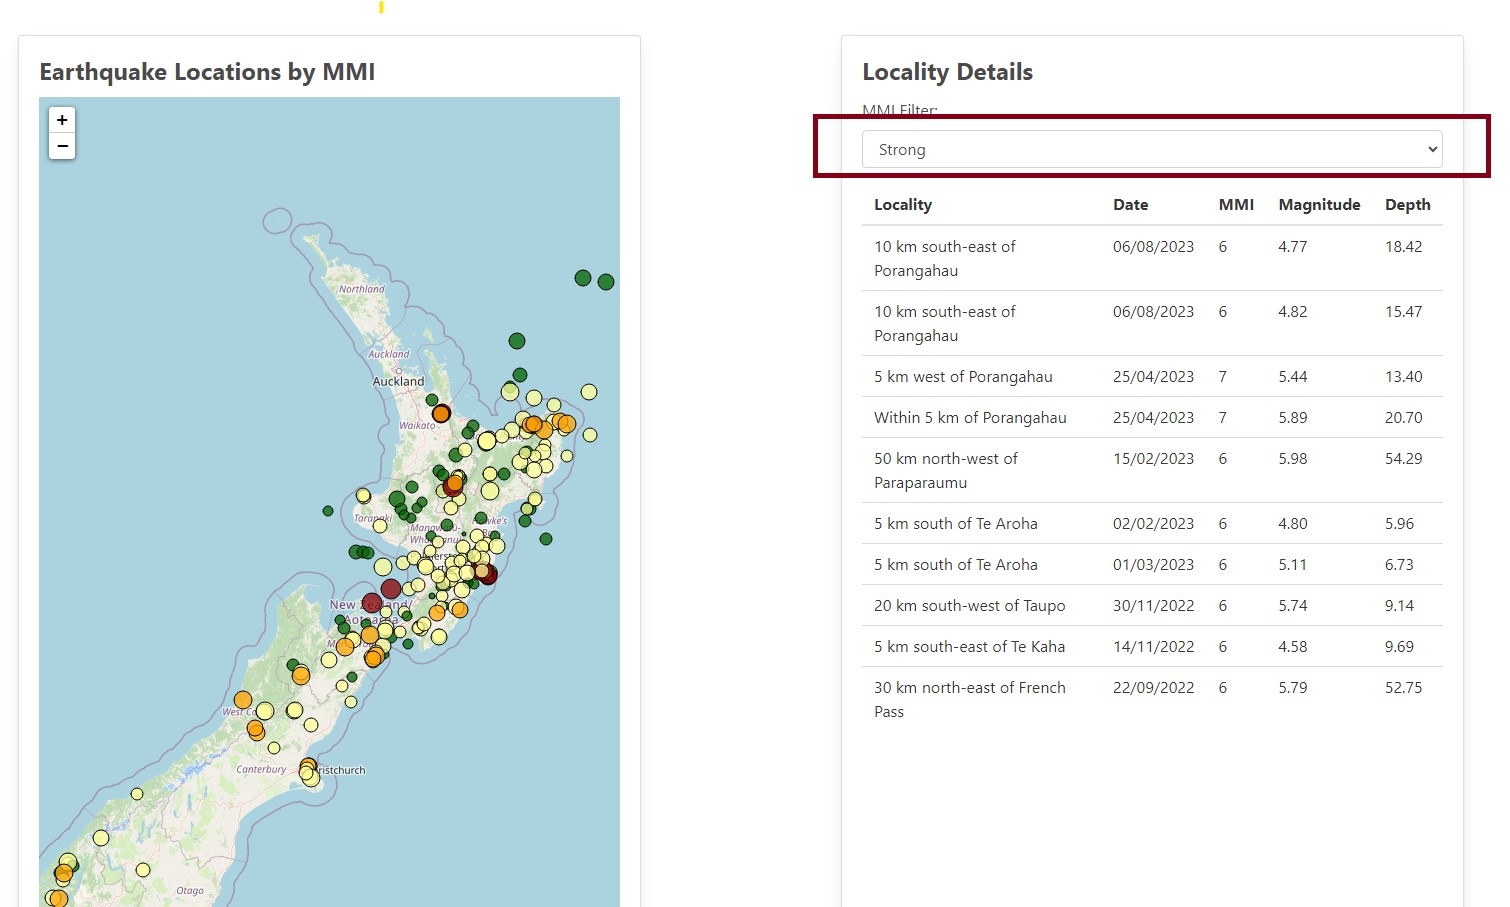 Earthquake Locations by MMI
+
−
Northland
Auckland
Auckland
Waikato
Taranaki
Manawatū-
Whanganui
Hawke's
New Zealand/
Aotearoa
West Co
Canterbury
ristchurch
Otago
Locality Details
MMI Filter:
Strong
Locality Date MMI Magnitude Depth
10 km south-east of
Porangahau 06/08/2023 6 4.77 18.42
10 km south-east of
Porangahau 06/08/2023 6 4.82 15.47
5 km west of Porangahau 25/04/2023 7 5.44 13.40
Within 5 km of Porangahau 25/04/2023 7 5.89 20.70
50 km north-west of
Paraparaumu 15/02/2023 6 5.98 54.29
5 km south of Te Aroha 02/02/2023 6 4.80 5.96
5 km south of Te Aroha 01/03/2023 6 5.11 6.73
20 km south-west of Taupo 30/11/2022 6 5.74 9.14
5 km south-east of Te Kaha 14/11/2022 6 4.58 9.69
30 km north-east of French
Pass 22/09/2022 6 5.79 52.75